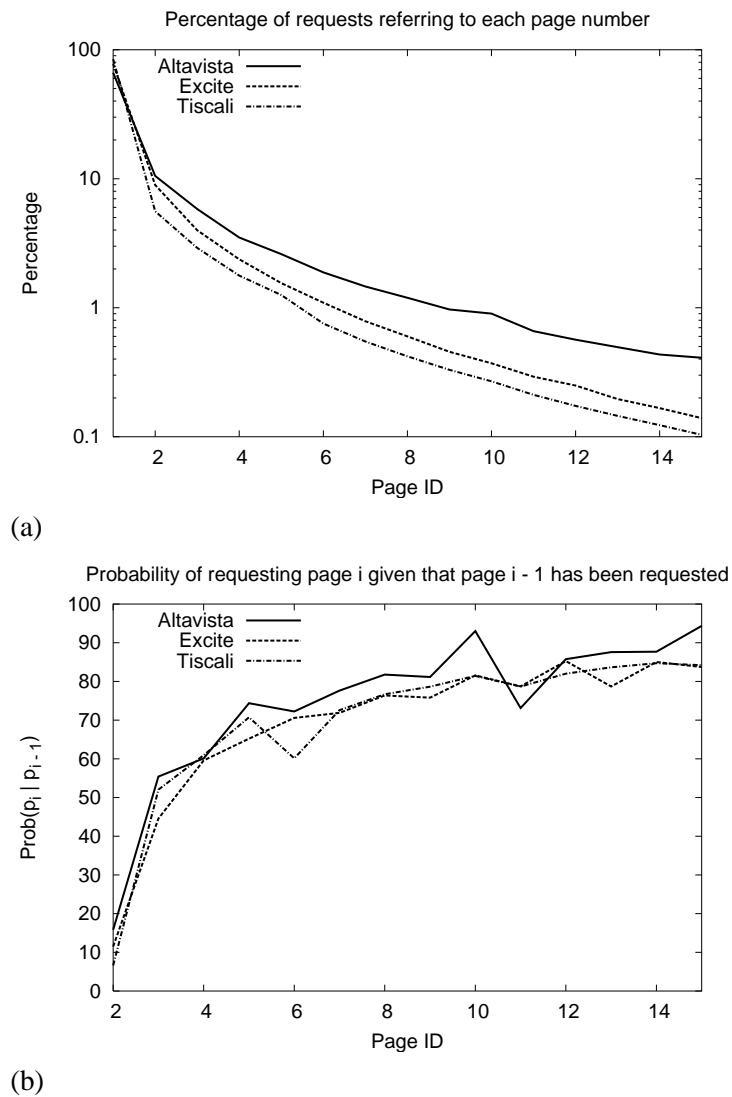 Percentage of requests referring to each page number
100
10
1
0.1
Percentage
Altavista
Excite
Tiscali
2 4 6 8 10 12 14
Page ID
(a)
Probability of requesting page i given that page i - 1 has been requested
100
90
80
70
60
50
40
30
20
10
0
Prob(pi | pi - 1)
Altavista
Excite
Tiscali
2 4 6 8 10 12 14
Page ID
(b)